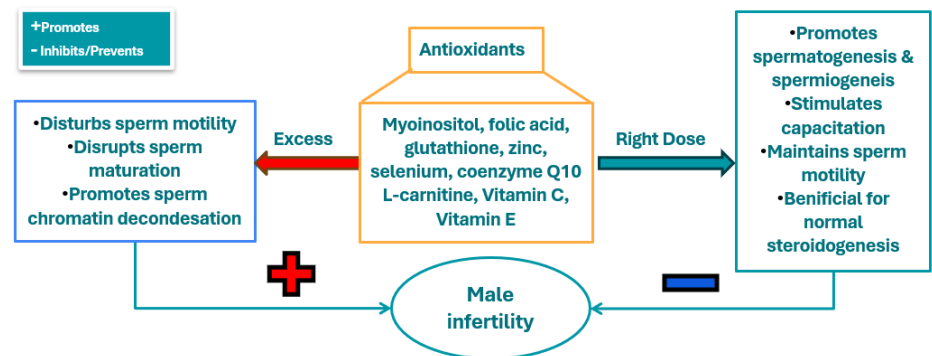 +Promotes
- Inhibits/Prevents
Antioxidants
•Disturbs sperm motility
•Disrupts sperm
maturation
•Promotes sperm
chromatin decondesation
Excess
Myoinositol, folic acid,
glutathione, zinc,
selenium, coenzyme Q10
L-carnitine, Vitamin C,
Vitamin E
Right Dose
•Promotes
spermatogenesis &
spermiogeneis
•Stimulates
capacitation
•Maintains sperm
motility
•Benificial for
normal
steroidogenesis
Male
infertility